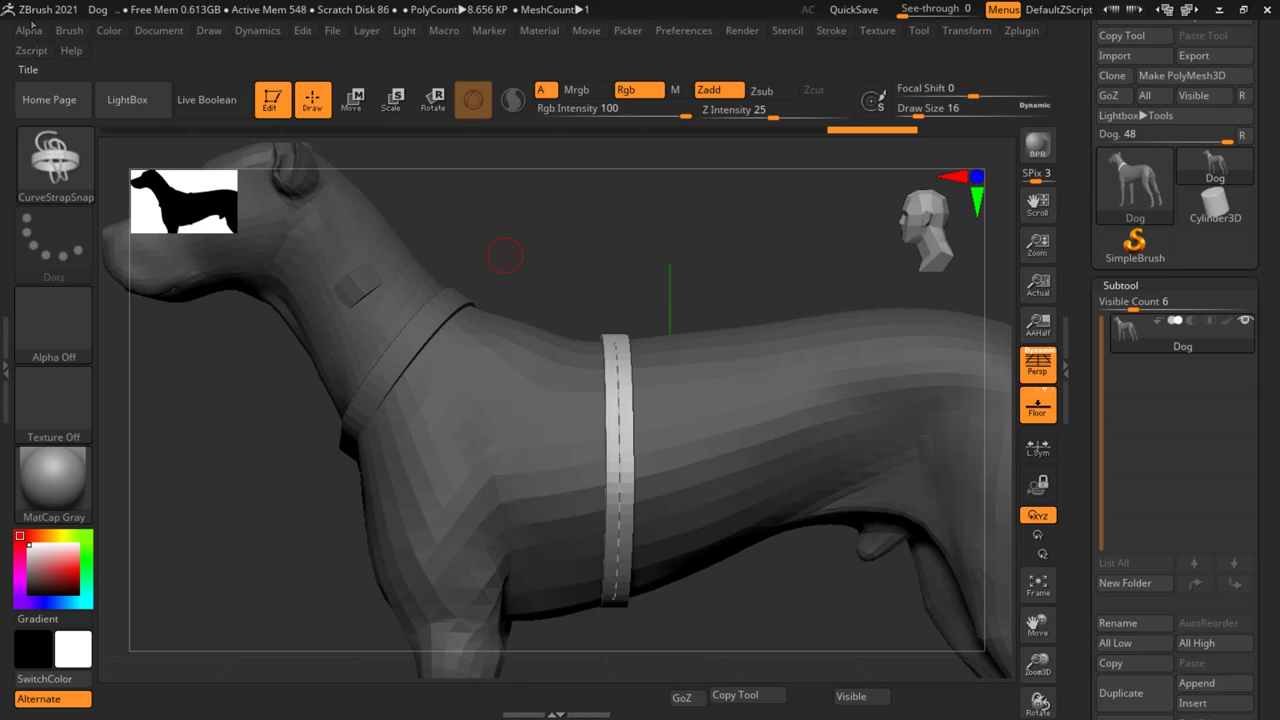 ZBrush 2021 Dog .. • Free Mem 0.613GB • Active Mem 548 • Scratch Disk 86 • PolyCount▶8.656 KP • MeshCount▶1 AC QuickSave See-through 0 Menus DefaultZScript
Alpha Brush Color Document Draw Dynamics Edit File Layer Light Macro Marker Material Movie Picker Preferences Render Stencil Stroke Texture Tool Transform Zplugin
Zscript Help
Title
Home Page LightBox Live Boolean Edit Draw Move Scale Rotate
A Mrgb Rgb M Zadd Zsub Zcut
Rgb Intensity 100 Z Intensity 25
Focal Shift 0
Draw Size 16 Dynamic
CurveStrapSnap
Dots
Alpha Off
Texture Off
MatCap Gray
Gradient
SwitchColor
Alternate
BPR
SPix 3
Scroll
Zoom
Actual
AAHalf
Dynamic
Persp
Floor
L.Sym
XYZ
Y
Z
Frame
Move
Zoom3D
Rotate
Copy Tool Paste Tool
Import Export
Clone Make PolyMesh3D
GoZ All Visible R
Lightbox▶Tools
Dog. 48 R
Dog
Dog
Cylinder3D
SimpleBrush
Subtool
Visible Count 6
Dog
List All
New Folder
Rename AutoReorder
All Low All High
Copy Paste
Duplicate Append
Insert
GoZ Copy Tool Visible